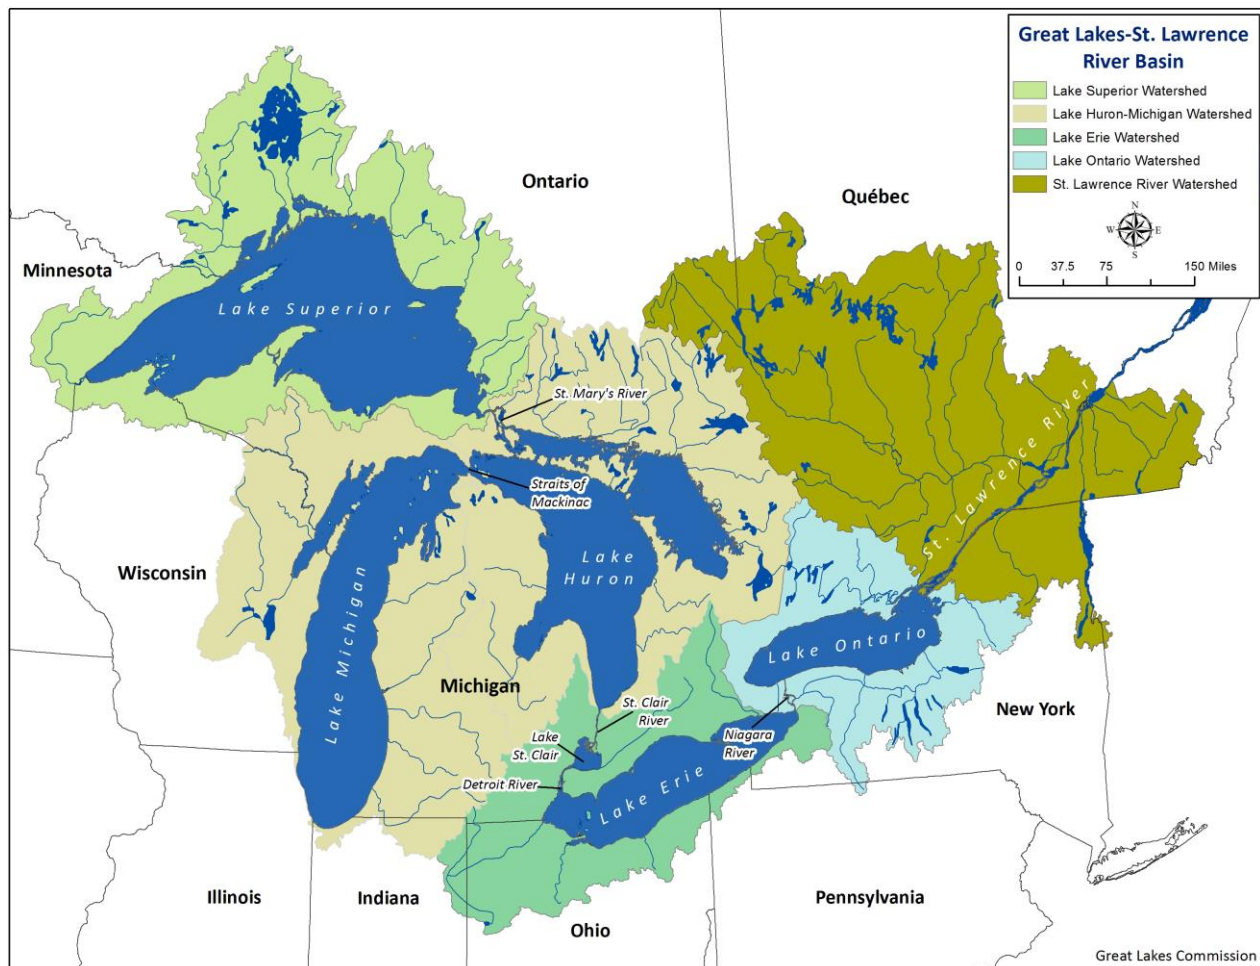 Great Lakes-St. Lawrence
River Basin
Lake Superior Watershed
Lake Huron-Michigan Watershed
Lake Erie Watershed
Lake Ontario Watershed
St. Lawrence River Watershed
N
W E
S
0 37.5 75 150 Miles
Ontario
Québec
Minnesota
Lake Superior
St. Mary's River
Straits of
Mackinac
St. Lawrence River
Lake
Huron
Wisconsin
Lake Michigan
Lake Ontario
Michigan
St. Clair
River
New York
Lake
St. Clair
Niagara
River
Detroit River
Lake Erie
Illinois
Indiana
Ohio
Pennsylvania
Great Lakes Commission